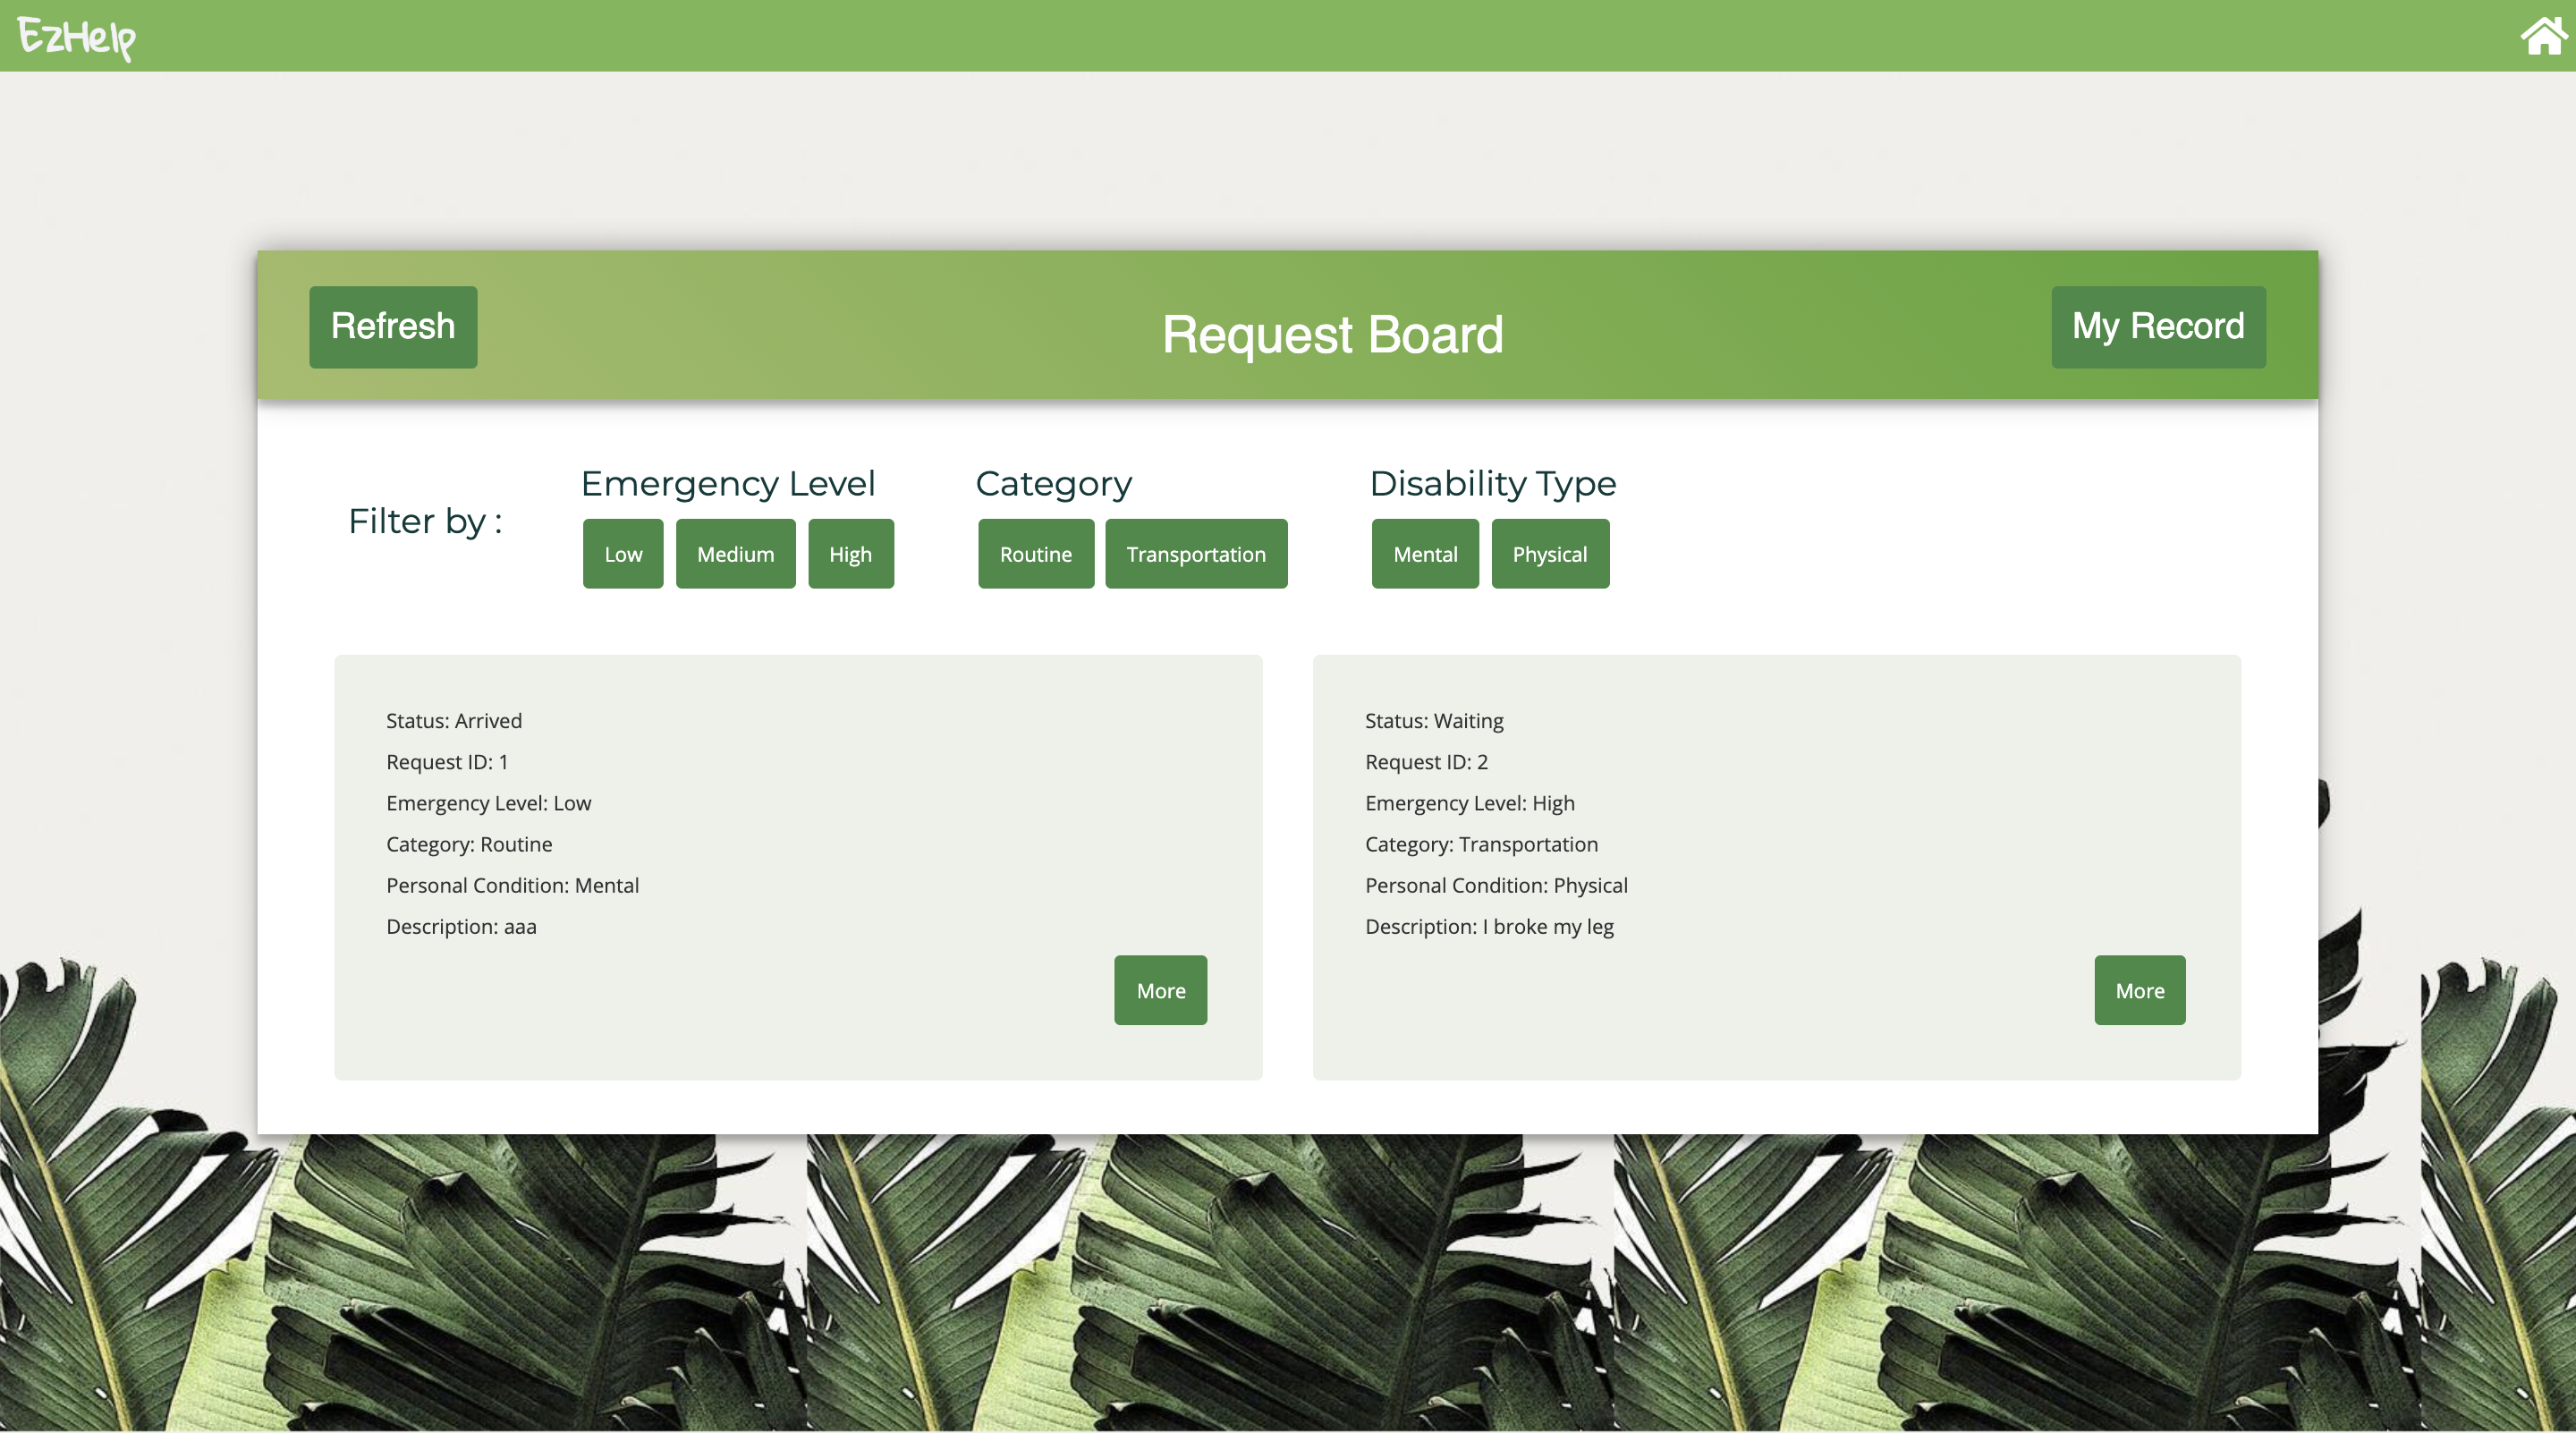 EzHelp
Refresh
Request Board
My Record
Filter by :
Emergency Level
Low
Medium
High
Category
Routine
Transportation
Disability Type
Mental
Physical
Status: Arrived
Request ID: 1
Emergency Level: Low
Category: Routine
Personal Condition: Mental
Description: aaa
More
Status: Waiting
Request ID: 2
Emergency Level: High
Category: Transportation
Personal Condition: Physical
Description: I broke my leg
More